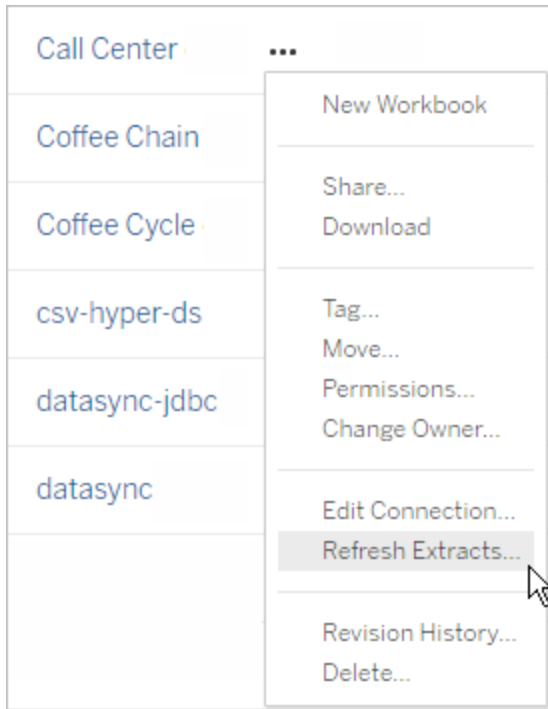 Call Center
•••
New Workbook
Coffee Chain
Share...
Coffee Cycle
Download
csv-hyper-ds
Tag...
Move...
datasync-jdbc
Permissions...
Change Owner...
datasync
Edit Connection...
Refresh Extracts...
Revision History...
Delete...